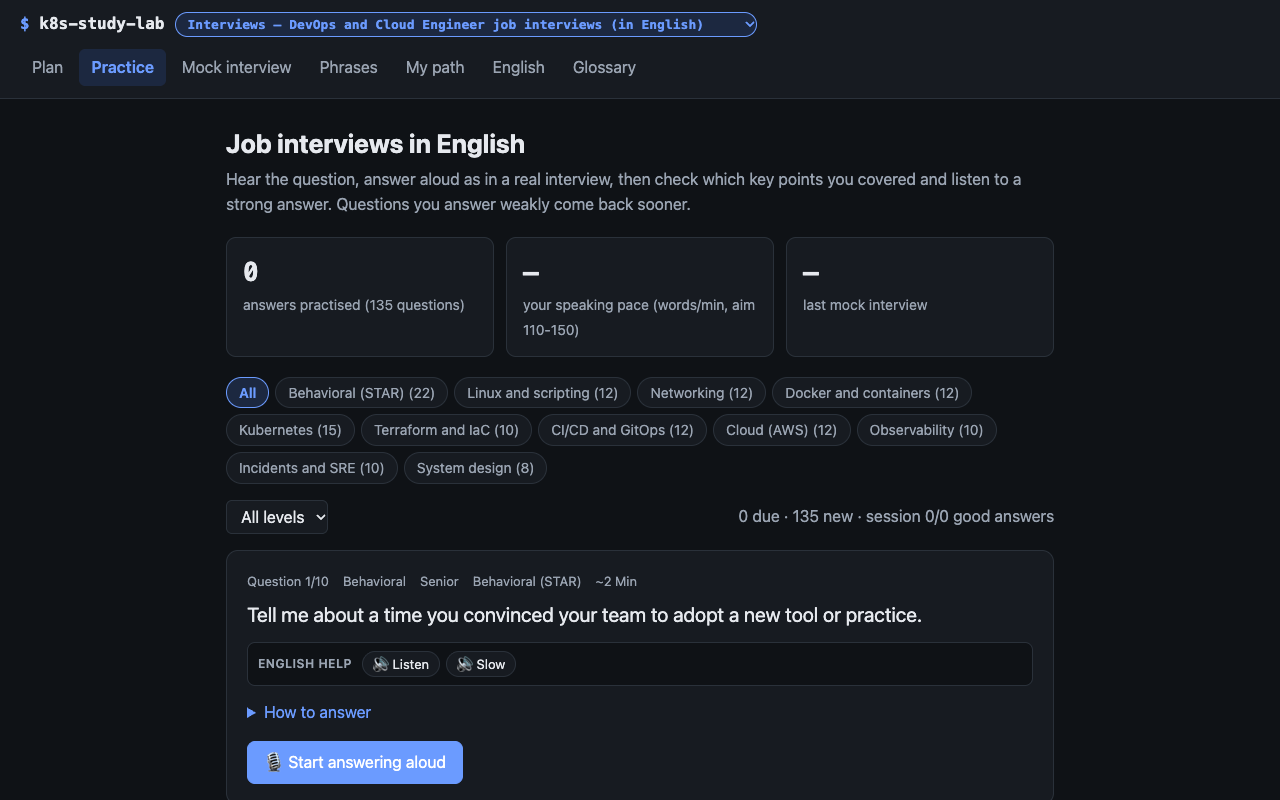 $ k8s-study-lab Interviews — DevOps and Cloud Engineer job interviews (in English)
Plan Practice Mock interview Phrases My path English Glossary
Job interviews in English
Hear the question, answer aloud as in a real interview, then check which key points you covered and listen to a
strong answer. Questions you answer weakly come back sooner.
0
answers practised (135 questions)
—
your speaking pace (words/min, aim
110-150)
—
last mock interview
All Behavioral (STAR) (22) Linux and scripting (12) Networking (12) Docker and containers (12)
Kubernetes (15) Terraform and IaC (10) CI/CD and GitOps (12) Cloud (AWS) (12) Observability (10)
Incidents and SRE (10) System design (8)
All levels 0 due · 135 new · session 0/0 good answers
Question 1/10 Behavioral Senior Behavioral (STAR) ~2 Min
Tell me about a time you convinced your team to adopt a new tool or practice.
ENGLISH HELP 🔊 Listen 🔊 Slow
▶ How to answer
🎙 Start answering aloud